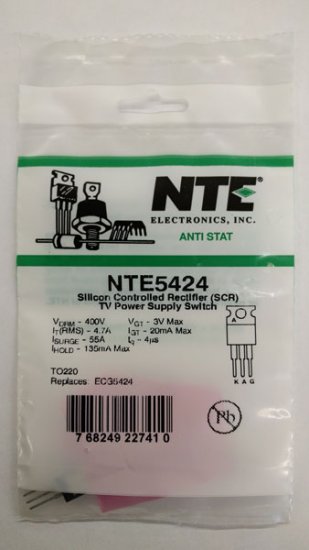 NTE
ELECTRONICS, INC.
ANTI STAT
NTE5424
Silicon Controlled Rectifier (SCR)
TV Power Supply Switch
VDRM - 400V VGT - 3V Max
IT(RMS) - 4.7A IGT - 20mA Max
ISURGE - 55A tq - 4µs
IHOLD - 135mA Max
A
K A G
TO220
Replaces: ECG5424
Pb
7 68249 22741 0